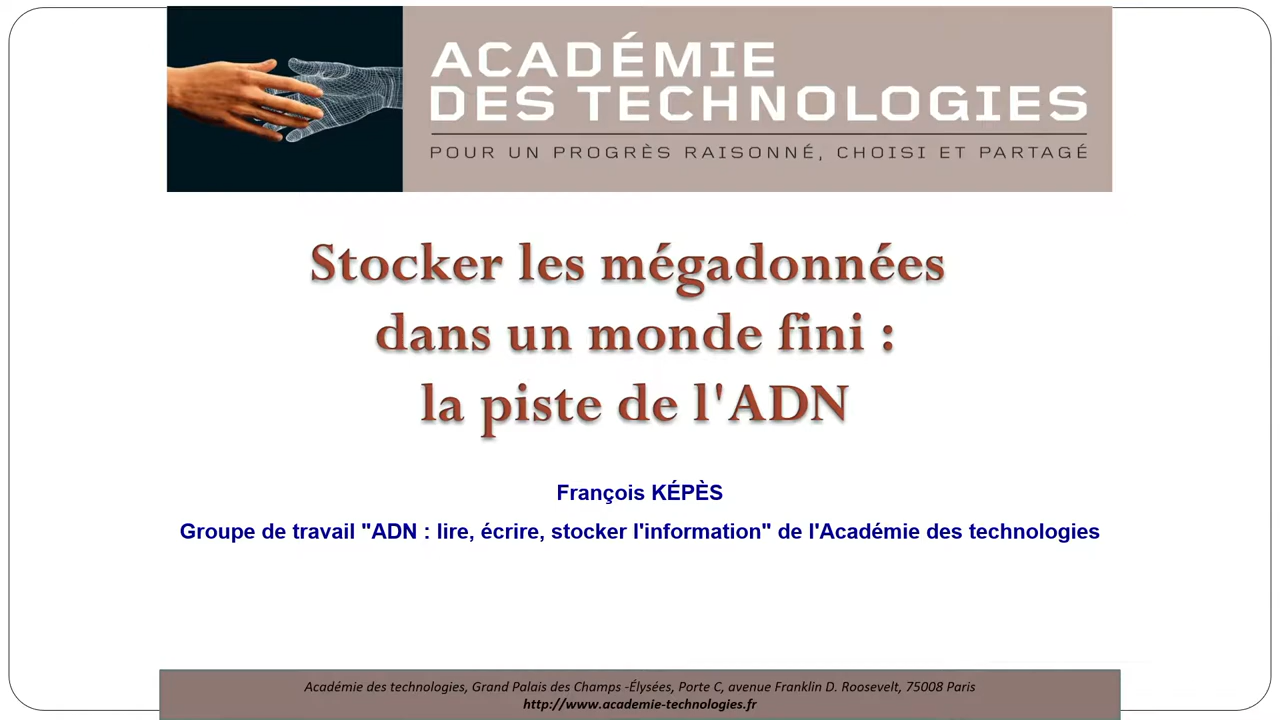 ACADÉMIE
DES TECHNOLOGIES
POUR UN PROGRÈS RAISONNÉ, CHOISI ET PARTAGÉ
Stocker les mégadonnées
dans un monde fini :
la piste de l'ADN
François KÉPÈS
Groupe de travail "ADN : lire, écrire, stocker l'information" de l'Académie des technologies
Académie des technologies, Grand Palais des Champs -Élysées, Porte C, avenue Franklin D. Roosevelt, 75008 Paris
http://www.academie-technologies.fr